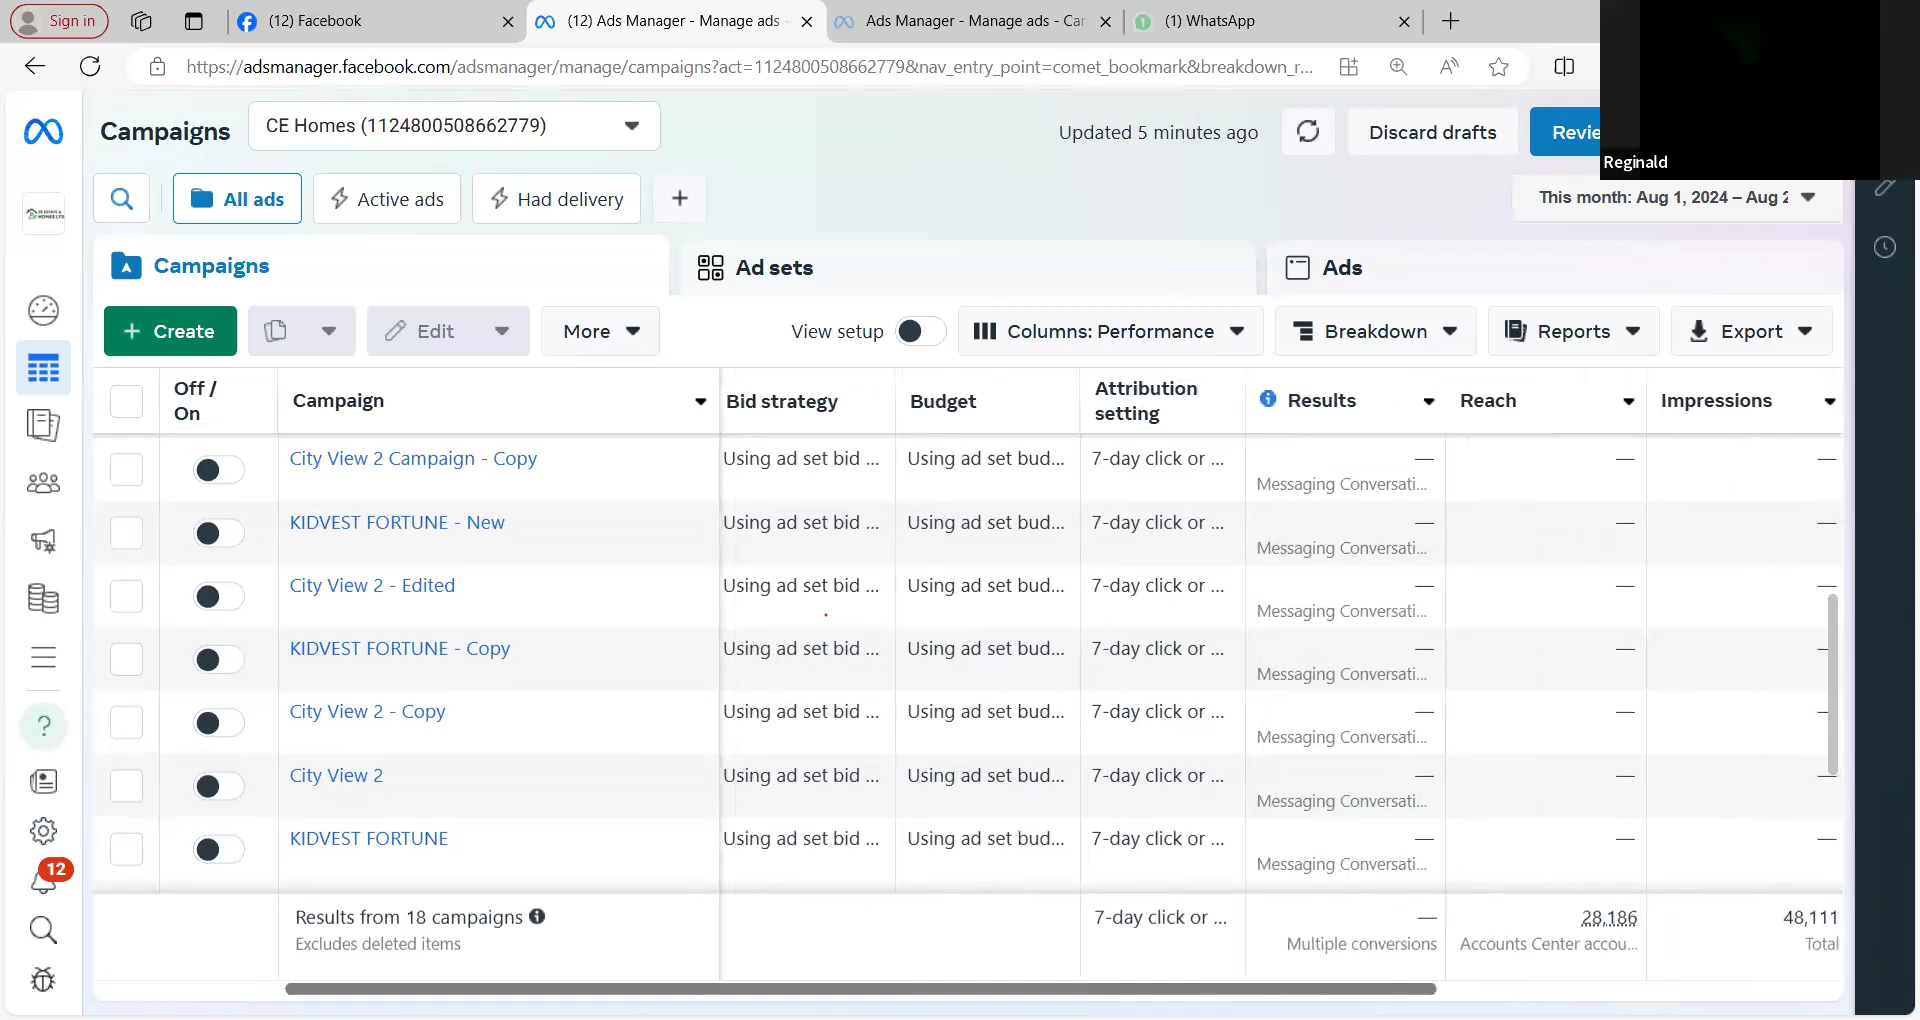 Sign in
(12) Facebook
(12) Ads Manager - Manage ads -
Ads Manager - Manage ads - Car
(1) WhatsApp
https://adsmanager.facebook.com/adsmanager/manage/campaigns?act=1124800508662779&nav_entry_point=comet_bookmark&breakdown_r...
Campaigns
CE Homes (1124800508662779)
Updated 5 minutes ago
Discard drafts
Revie
Reginald
All ads
Active ads
Had delivery
This month: Aug 1, 2024 – Aug 2
Campaigns
Ad sets
Ads
Create
Edit
More
View setup
Columns: Performance
Breakdown
Reports
Export
Off / On
Campaign
Bid strategy
Budget
Attribution setting
Results
Reach
Impressions
City View 2 Campaign - Copy
Using ad set bid ...
Using ad set bud...
7-day click or ...
—
—
—
Messaging Conversati...
KIDVEST FORTUNE - New
Using ad set bid ...
Using ad set bud...
7-day click or ...
—
—
—
Messaging Conversati...
City View 2 - Edited
Using ad set bid ...
Using ad set bud...
7-day click or ...
—
—
—
Messaging Conversati...
KIDVEST FORTUNE - Copy
Using ad set bid ...
Using ad set bud...
7-day click or ...
—
—
—
Messaging Conversati...
City View 2 - Copy
Using ad set bid ...
Using ad set bud...
7-day click or ...
—
—
—
Messaging Conversati...
City View 2
Using ad set bid ...
Using ad set bud...
7-day click or ...
—
—
—
Messaging Conversati...
KIDVEST FORTUNE
Using ad set bid ...
Using ad set bud...
7-day click or ...
—
—
—
Messaging Conversati...
12
Results from 18 campaigns
Excludes deleted items
7-day click or ...
—
Multiple conversions
28,186
Accounts Center accou...
48,111
Total